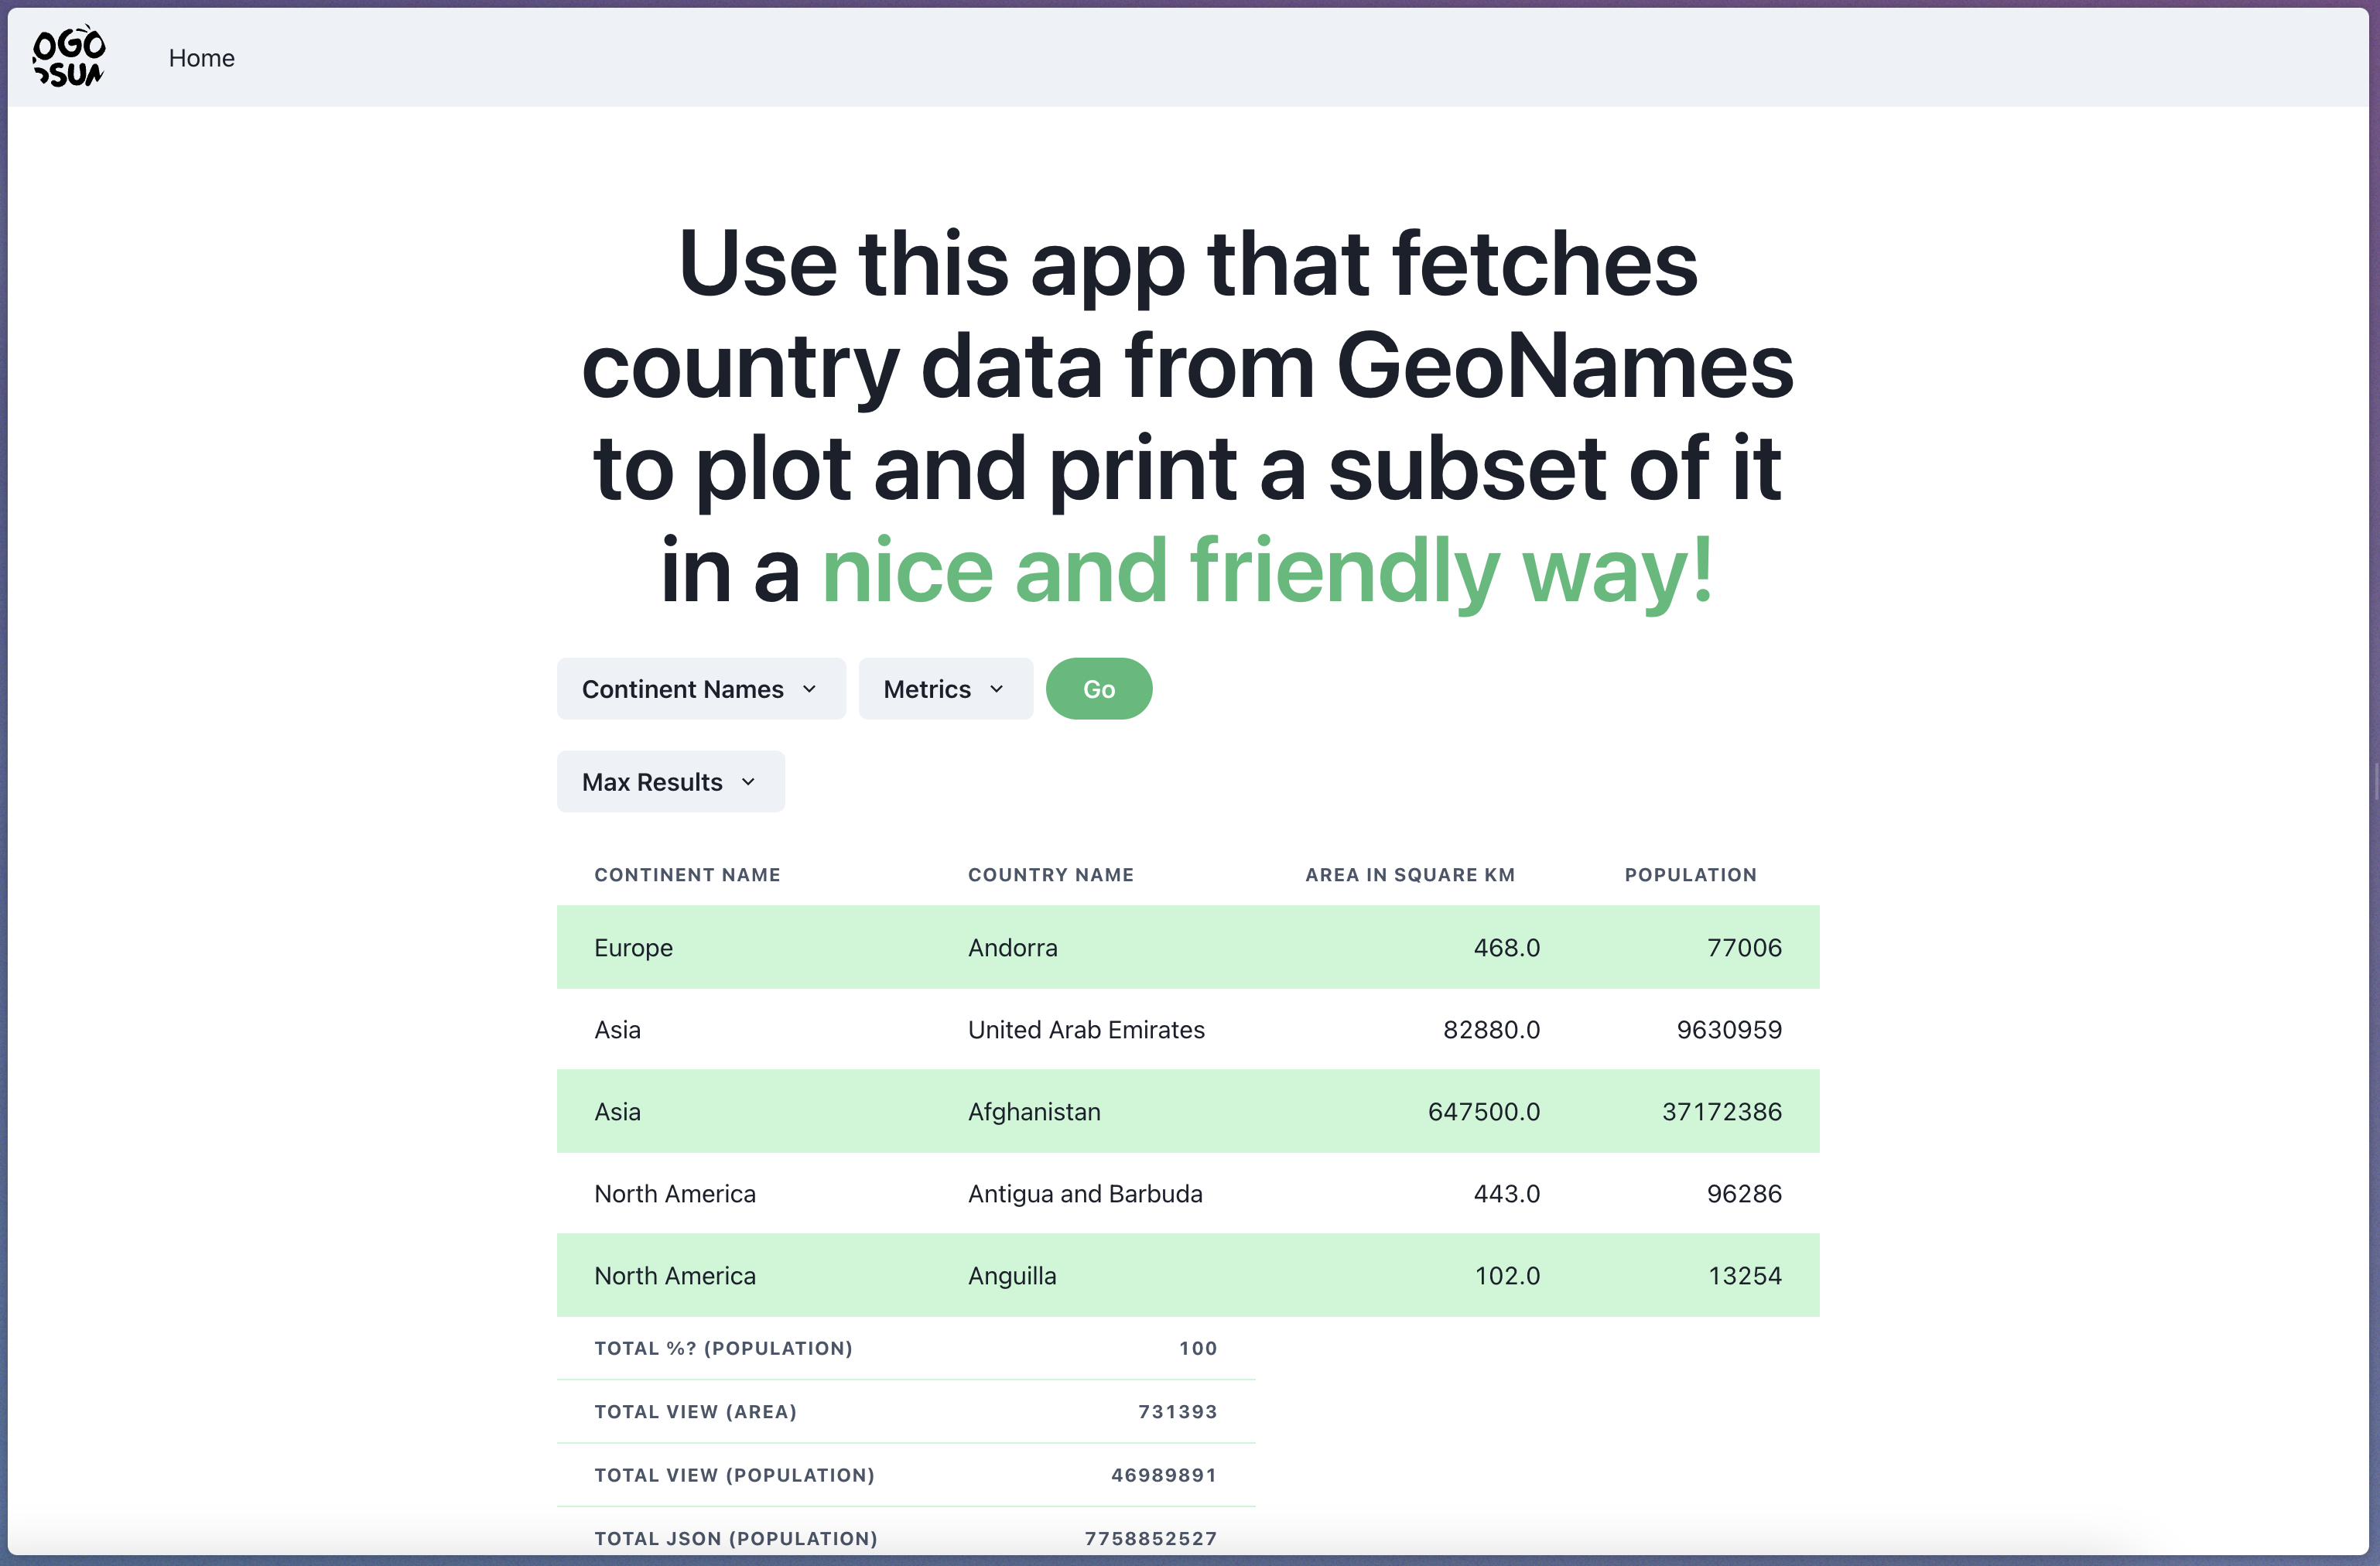 OGO
Home
Use this app that fetches
country data from GeoNames
to plot and print a subset of it
in a nice and friendly way!
Continent Names Metrics Go
Max Results
CONTINENT NAME COUNTRY NAME AREA IN SQUARE KM POPULATION
Europe Andorra 468.0 77006
Asia United Arab Emirates 82880.0 9630959
Asia Afghanistan 647500.0 37172386
North America Antigua and Barbuda 443.0 96286
North America Anguilla 102.0 13254
TOTAL %? (POPULATION) 100
TOTAL VIEW (AREA) 731393
TOTAL VIEW (POPULATION) 46989891
TOTAL JSON (POPULATION) 7758852527